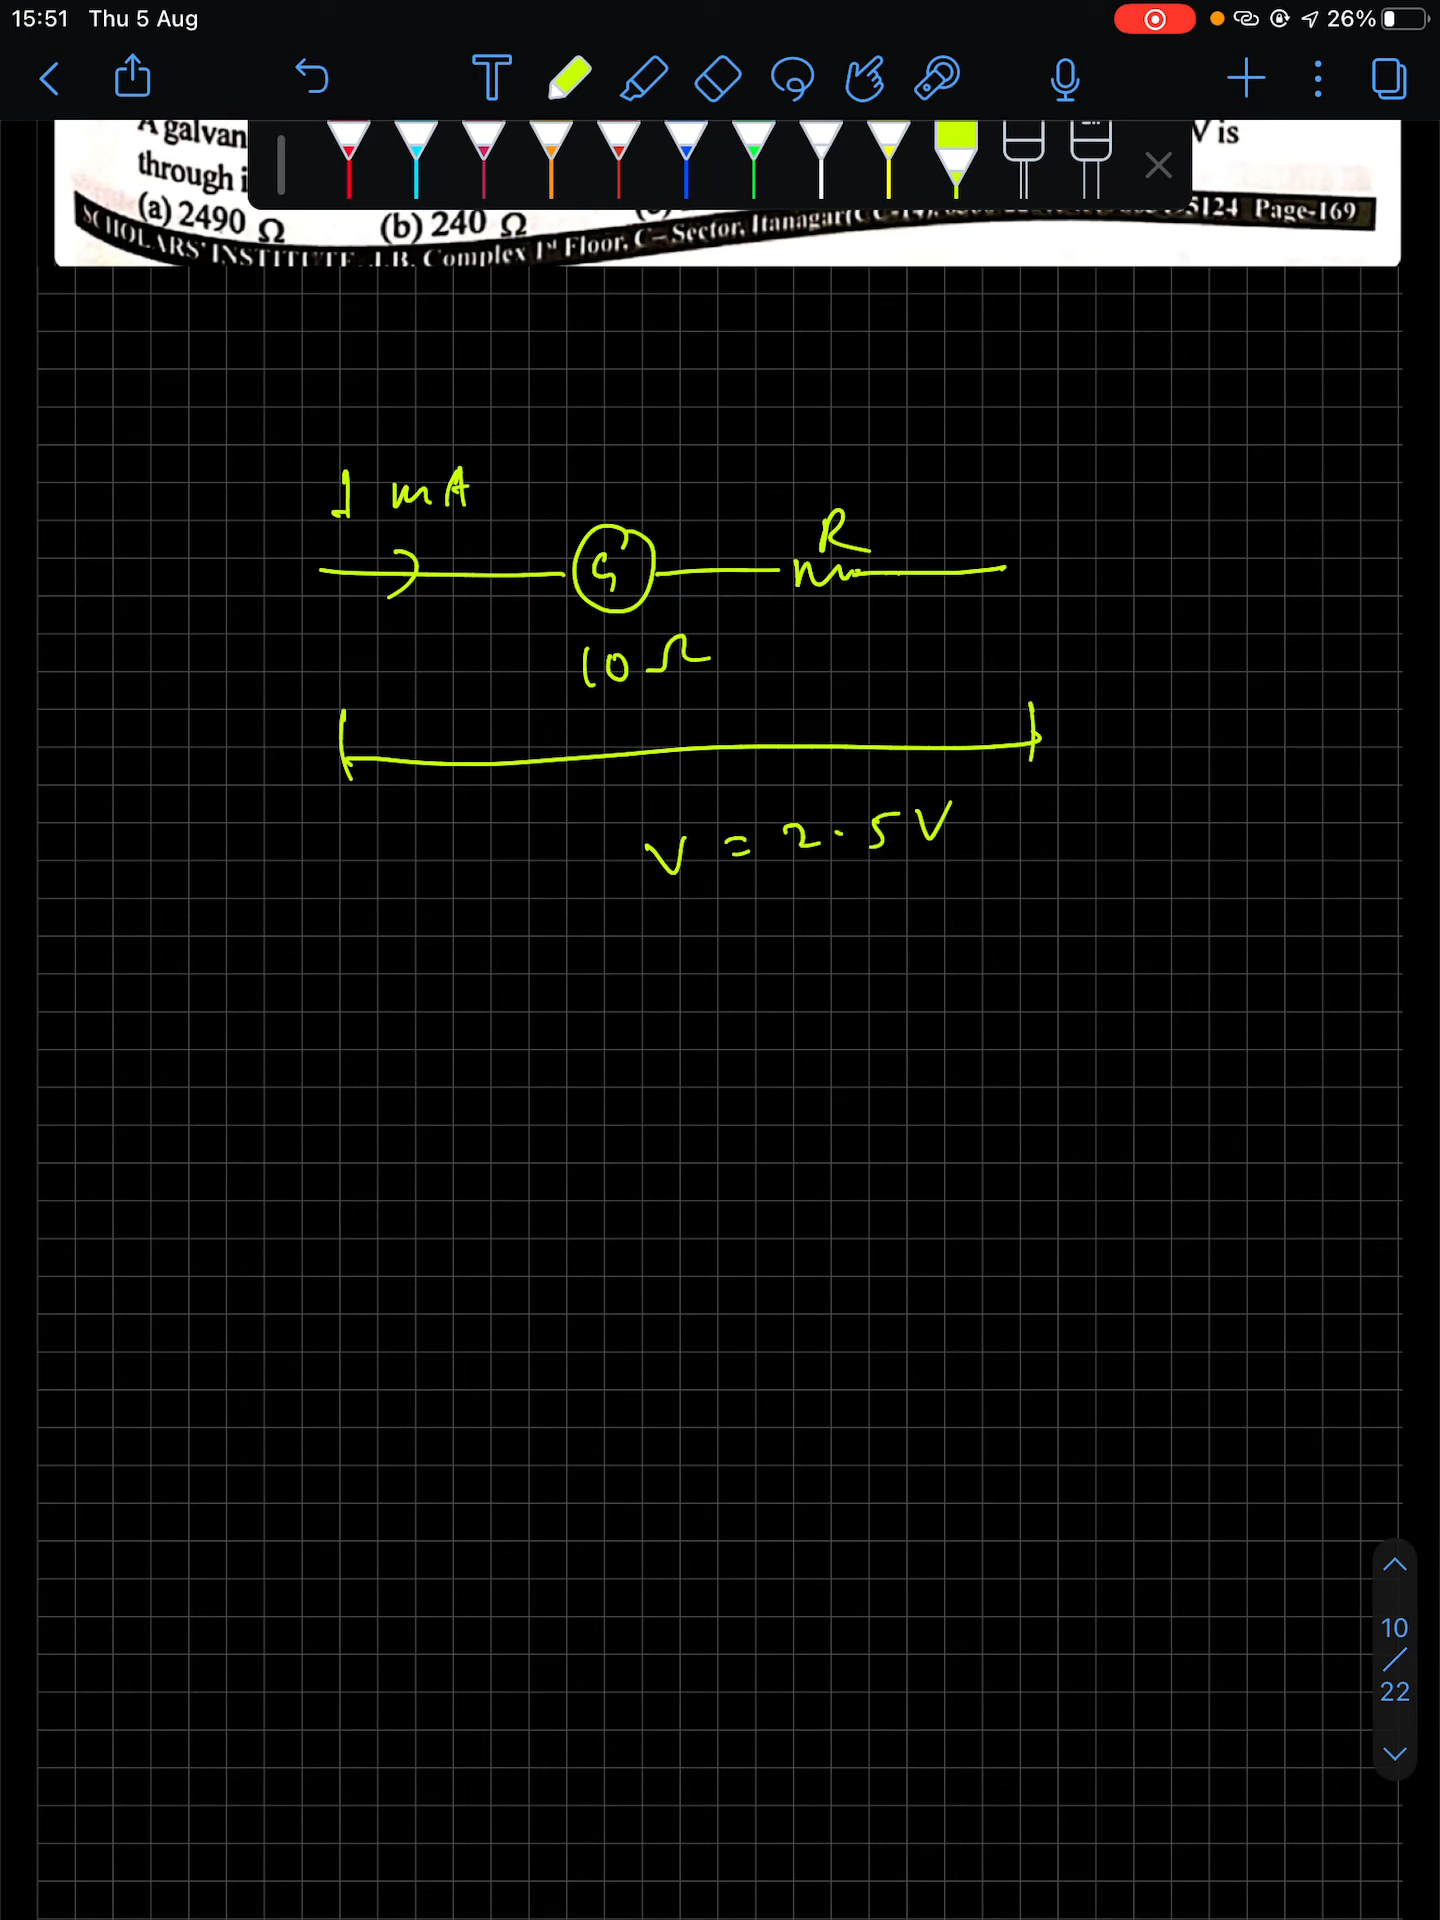 15:51 Thu 5 Aug 26%
A galvan V is
through i
(a) 2490 Ω (b) 240 Ω
SCHOLARS' INSTITUTE, J.B. Complex 1st Floor, C-Sector, Itanagar 5124 Page-169
1 mA
G
R
10 Ω
V = 2.5 V
10
/
22